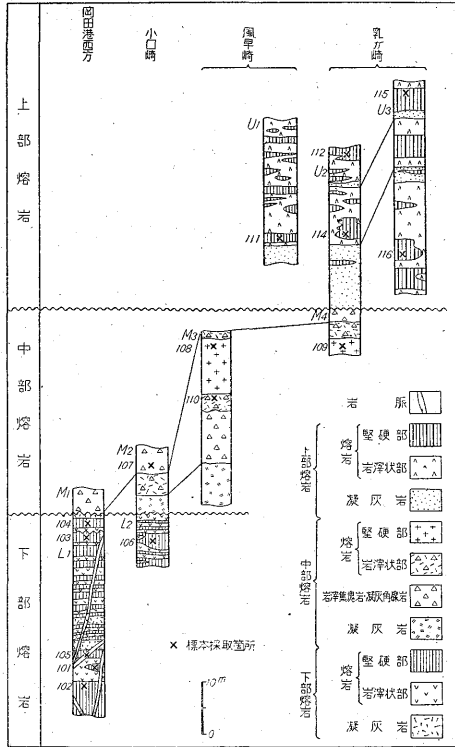 岡田港西方
小口崎
風早崎
乳ガ崎
上部熔岩
中部熔岩
下部熔岩
U1
111
112
U2
114
115
U3
116
M3
108
110
M4
109
M2
107
L2
106
M1
104
103
L1
105
101
102
× 標本採取箇所
10m
0
岩脈
上部熔岩
熔岩
堅硬部
岩滓状部
凝灰岩
中部熔岩
熔岩
堅硬部
岩滓状部
岩滓集塊岩・凝灰角礫岩
凝灰岩
下部熔岩
熔岩
堅硬部
岩滓状部
凝灰岩